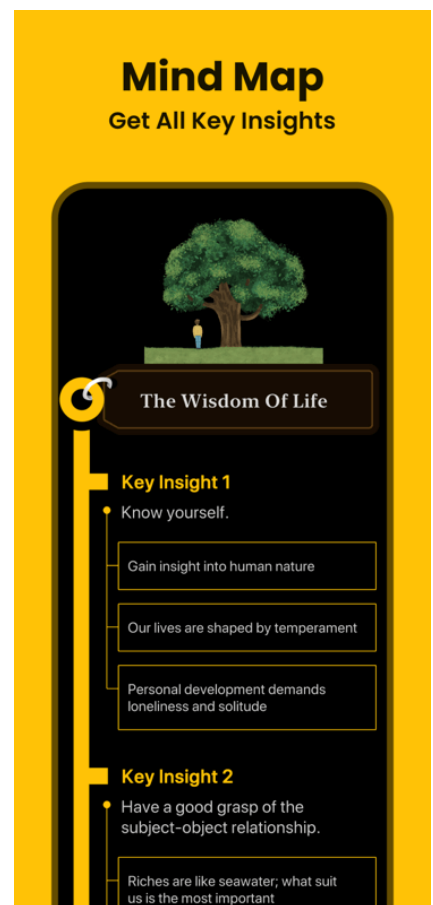 Mind Map
Get All Key Insights
The Wisdom Of Life
Key Insight 1
Know yourself.
Gain insight into human nature
Our lives are shaped by temperament
Personal development demands
loneliness and solitude
Key Insight 2
Have a good grasp of the
subject-object relationship.
Riches are like seawater; what suit
us is the most important